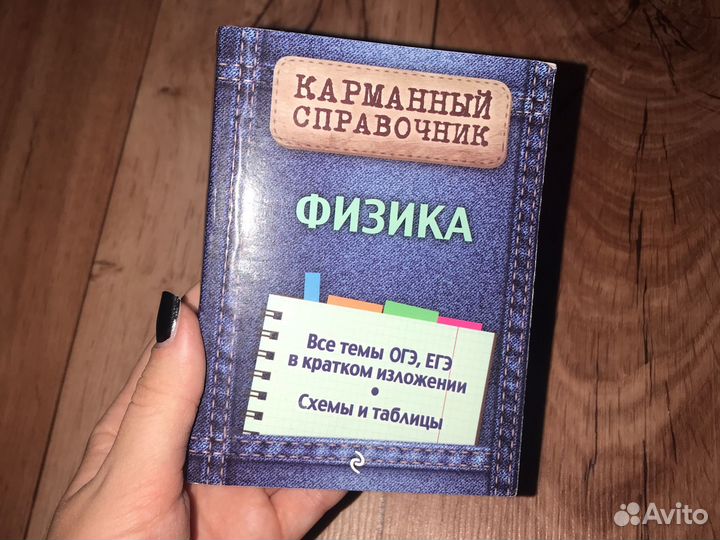 КАРМАННЫЙ
СПРАВОЧНИК
ФИЗИКА
Все темы ОГЭ, ЕГЭ
в кратком изложении
•
Схемы и таблицы
Avito